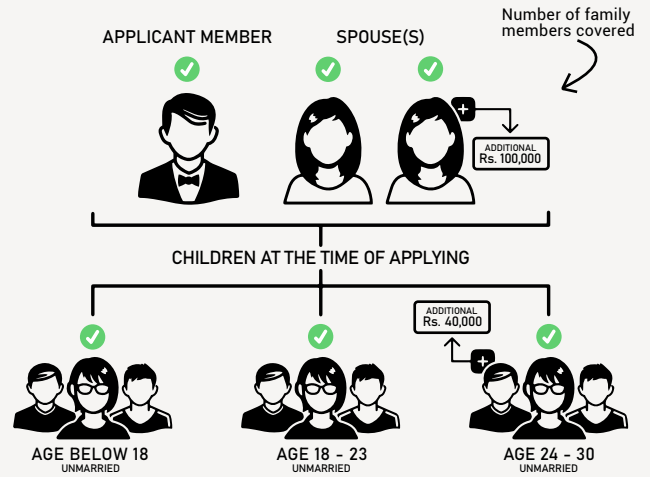 Number of family
members covered
APPLICANT MEMBER
SPOUSE(S)
ADDITIONAL
Rs. 100,000
CHILDREN AT THE TIME OF APPLYING
ADDITIONAL
Rs. 40,000
AGE BELOW 18
UNMARRIED
AGE 18 - 23
UNMARRIED
AGE 24 - 30
UNMARRIED